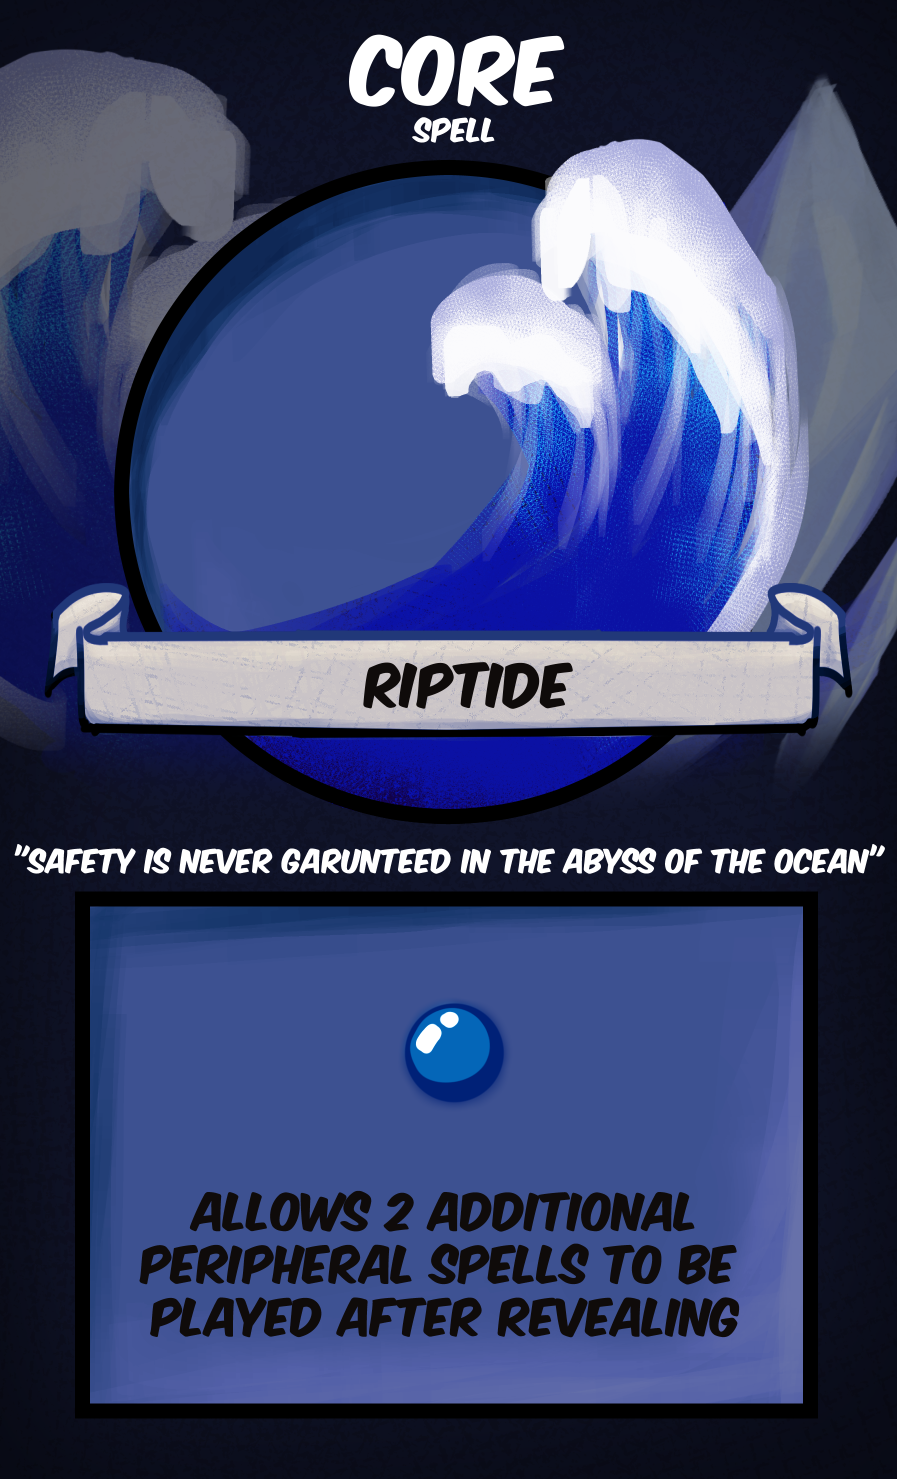 CORE
SPELL
RIPTIDE
"SAFETY IS NEVER GARUNTEED IN THE ABYSS OF THE OCEAN"
ALLOWS 2 ADDITIONAL
PERIPHERAL SPELLS TO BE
PLAYED AFTER REVEALING